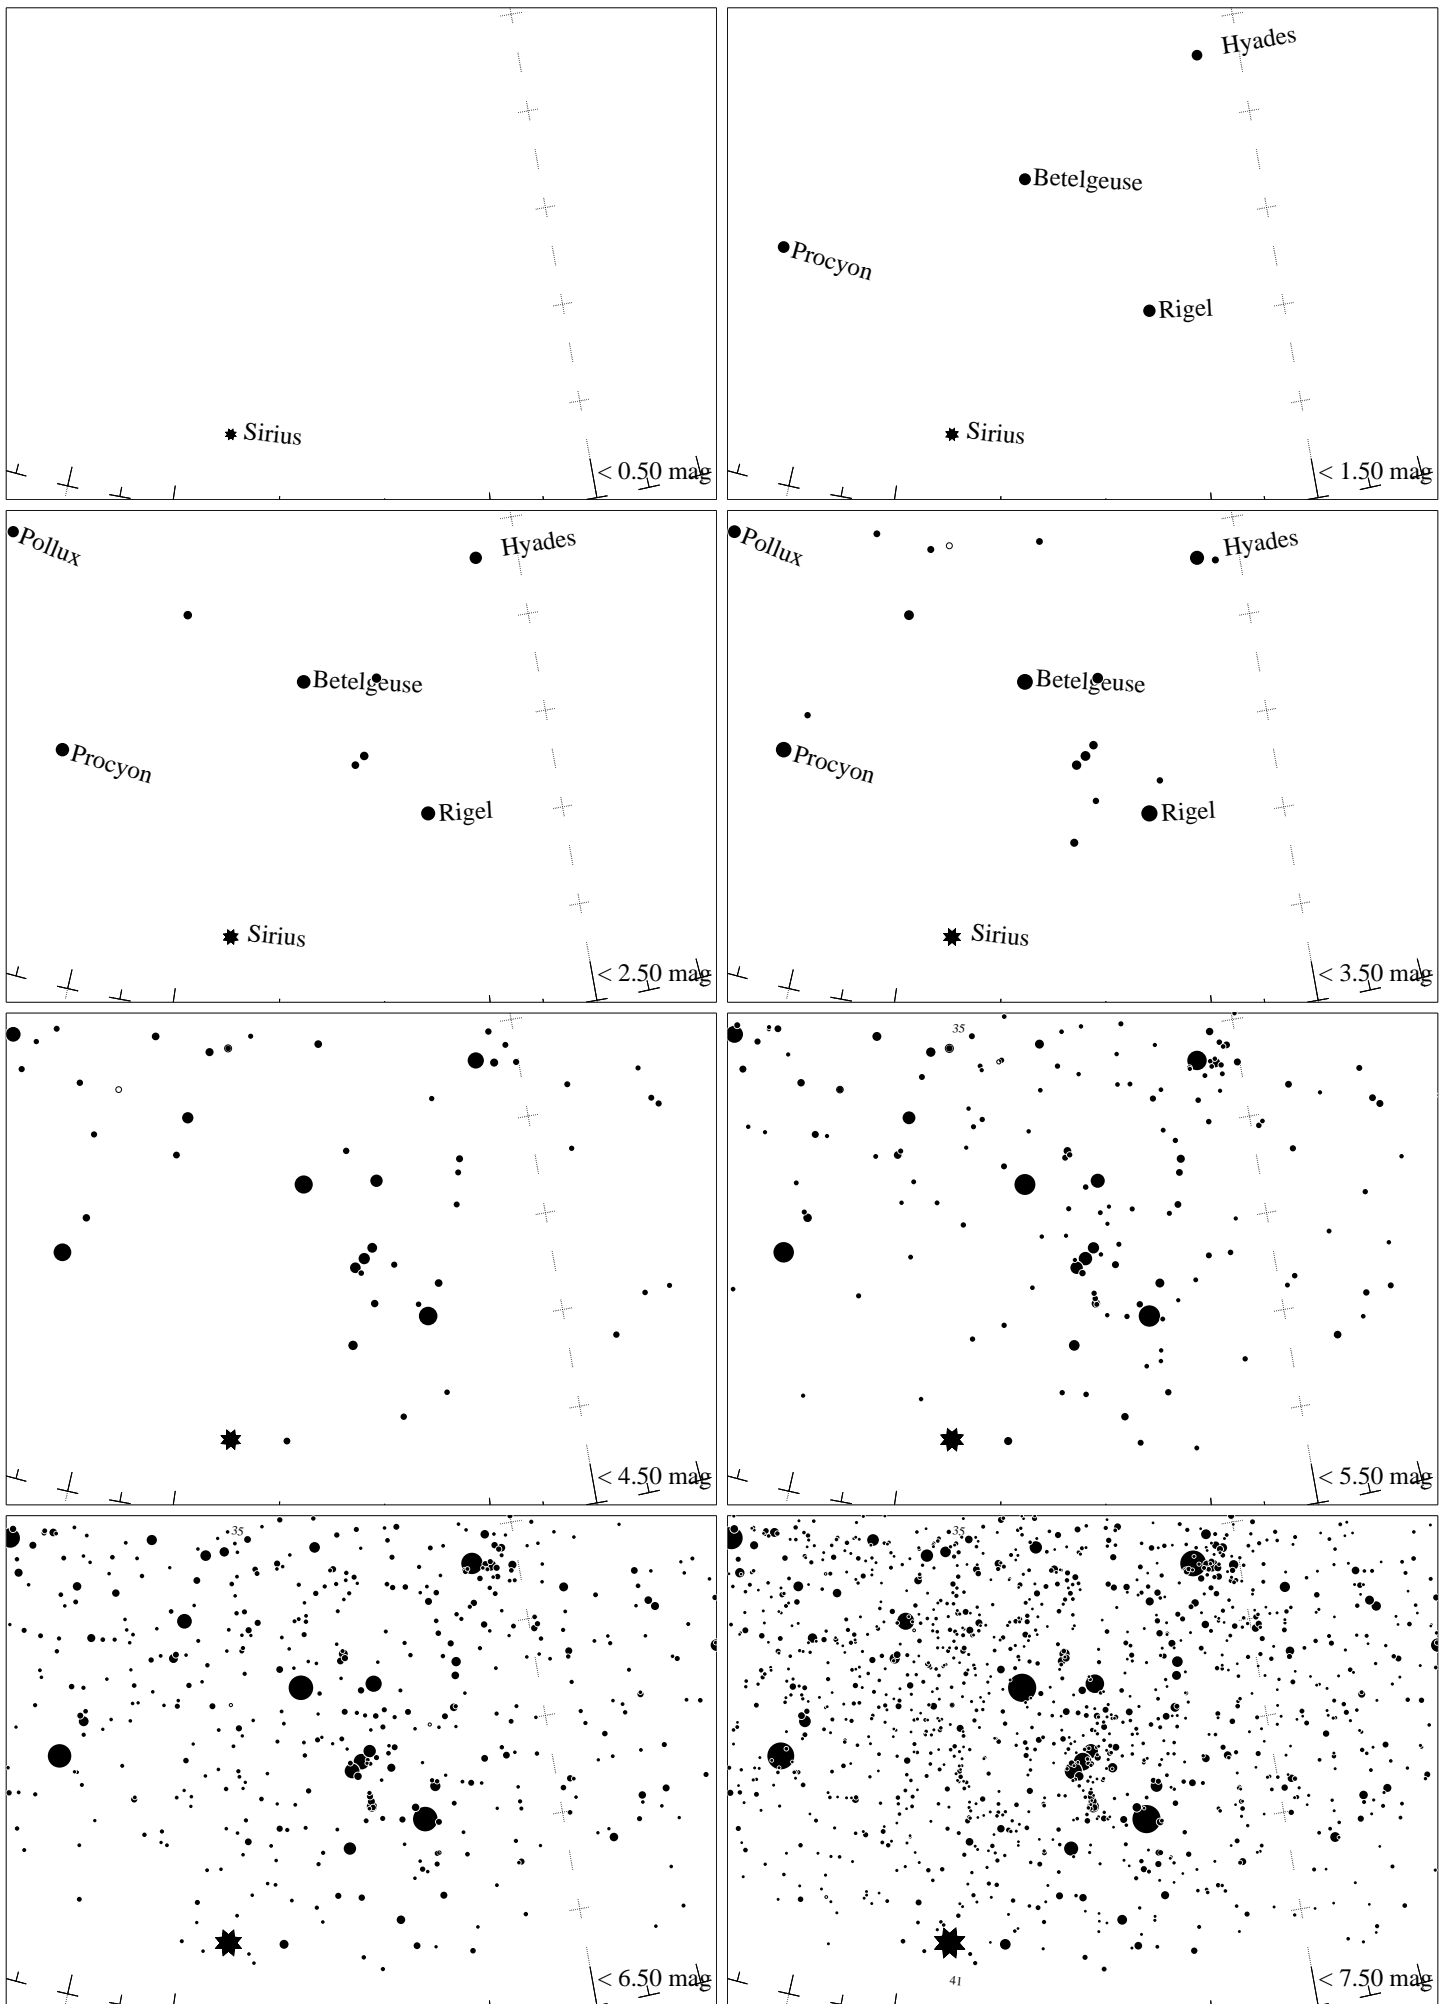 Sirius
< 0.50 mag
Hyades
Betelgeuse
Procyon
Rigel
Sirius
< 1.50 mag
Pollux
Hyades
Betelgeuse
Procyon
Rigel
Sirius
< 2.50 mag
Pollux
Hyades
Betelgeuse
Procyon
Rigel
Sirius
< 3.50 mag
< 4.50 mag
35
< 5.50 mag
35
< 6.50 mag
35
41
< 7.50 mag